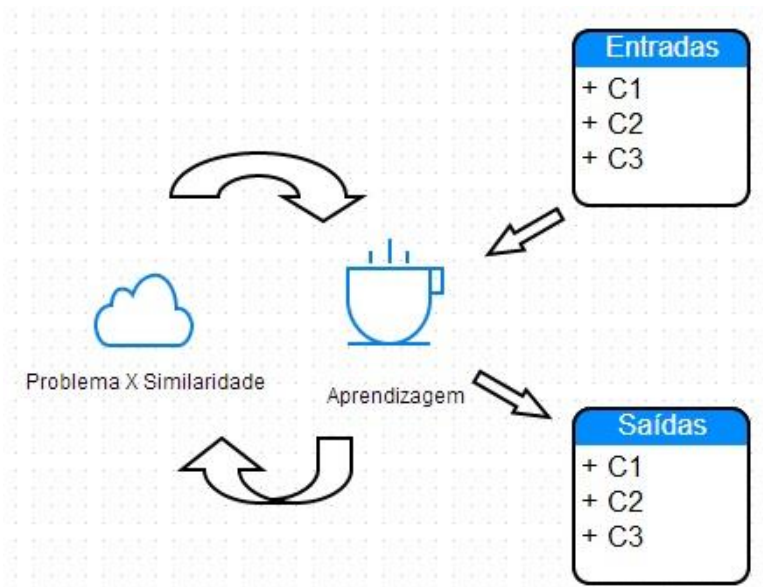 Entradas
+ C1
+ C2
+ C3
Problema X Similaridade
Aprendizagem
Saídas
+ C1
+ C2
+ C3